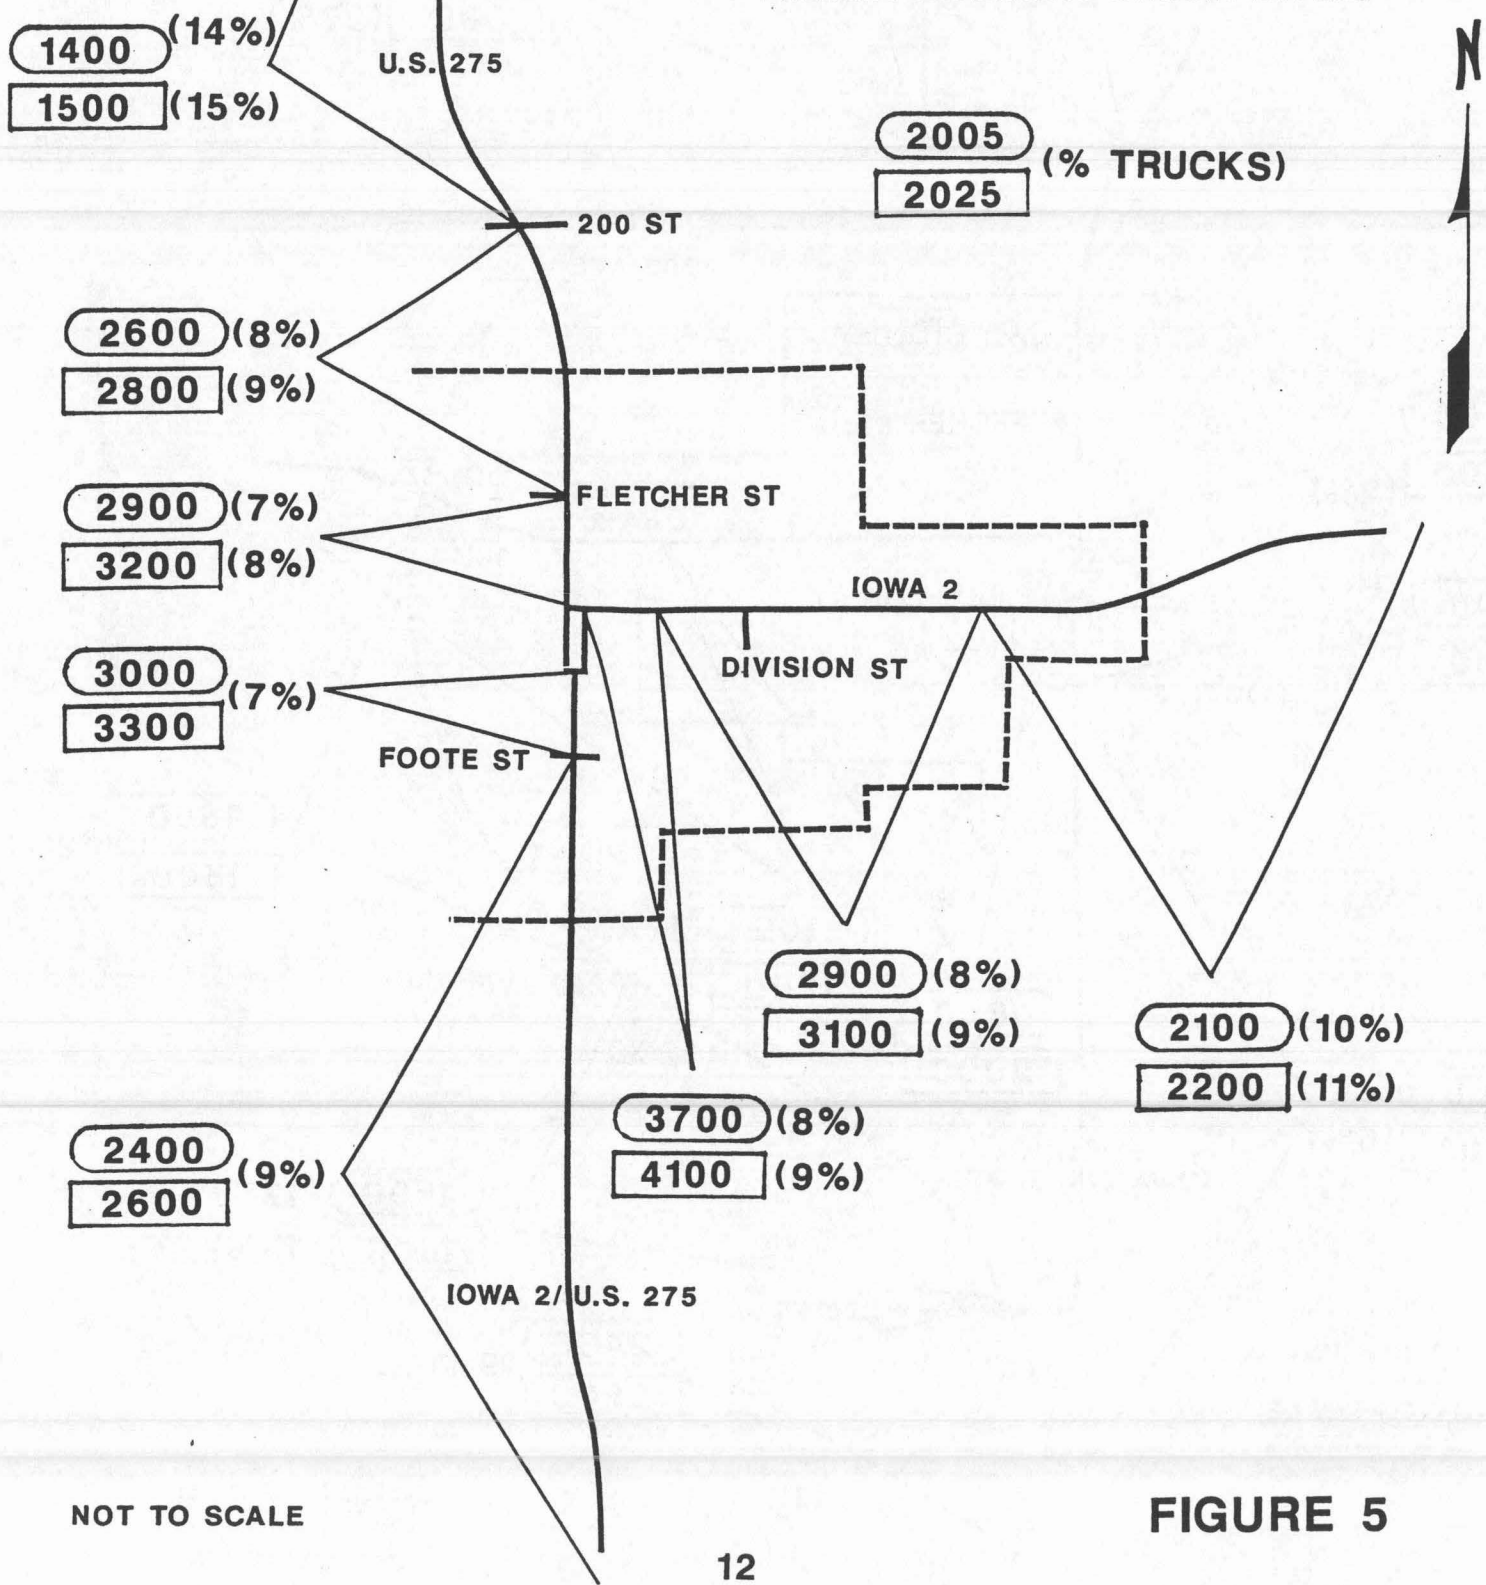 1400 (14%)
1500 (15%)
U.S. 275
N
2005
2025
(% TRUCKS)
200 ST
2600 (8%)
2800 (9%)
FLETCHER ST
2900 (7%)
3200 (8%)
IOWA 2
3000
3300
(7%)
DIVISION ST
FOOTE ST
2900 (8%)
3100 (9%)
2100 (10%)
2200 (11%)
3700 (8%)
4100 (9%)
2400
2600
(9%)
IOWA 2/U.S. 275
NOT TO SCALE
FIGURE 5
12